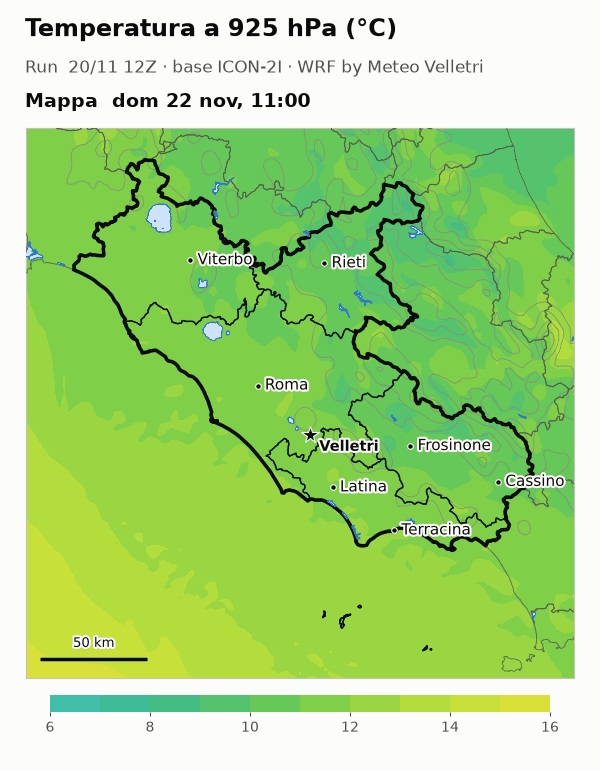 Temperatura a 925 hPa (°C)
Run  20/11 12Z · base ICON-2I · WRF by Meteo Velletri
Mappa  dom 22 nov, 11:00
Viterbo
Rieti
Roma
Velletri
Frosinone
Latina
Cassino
Terracina
50 km
6 8 10 12 14 16